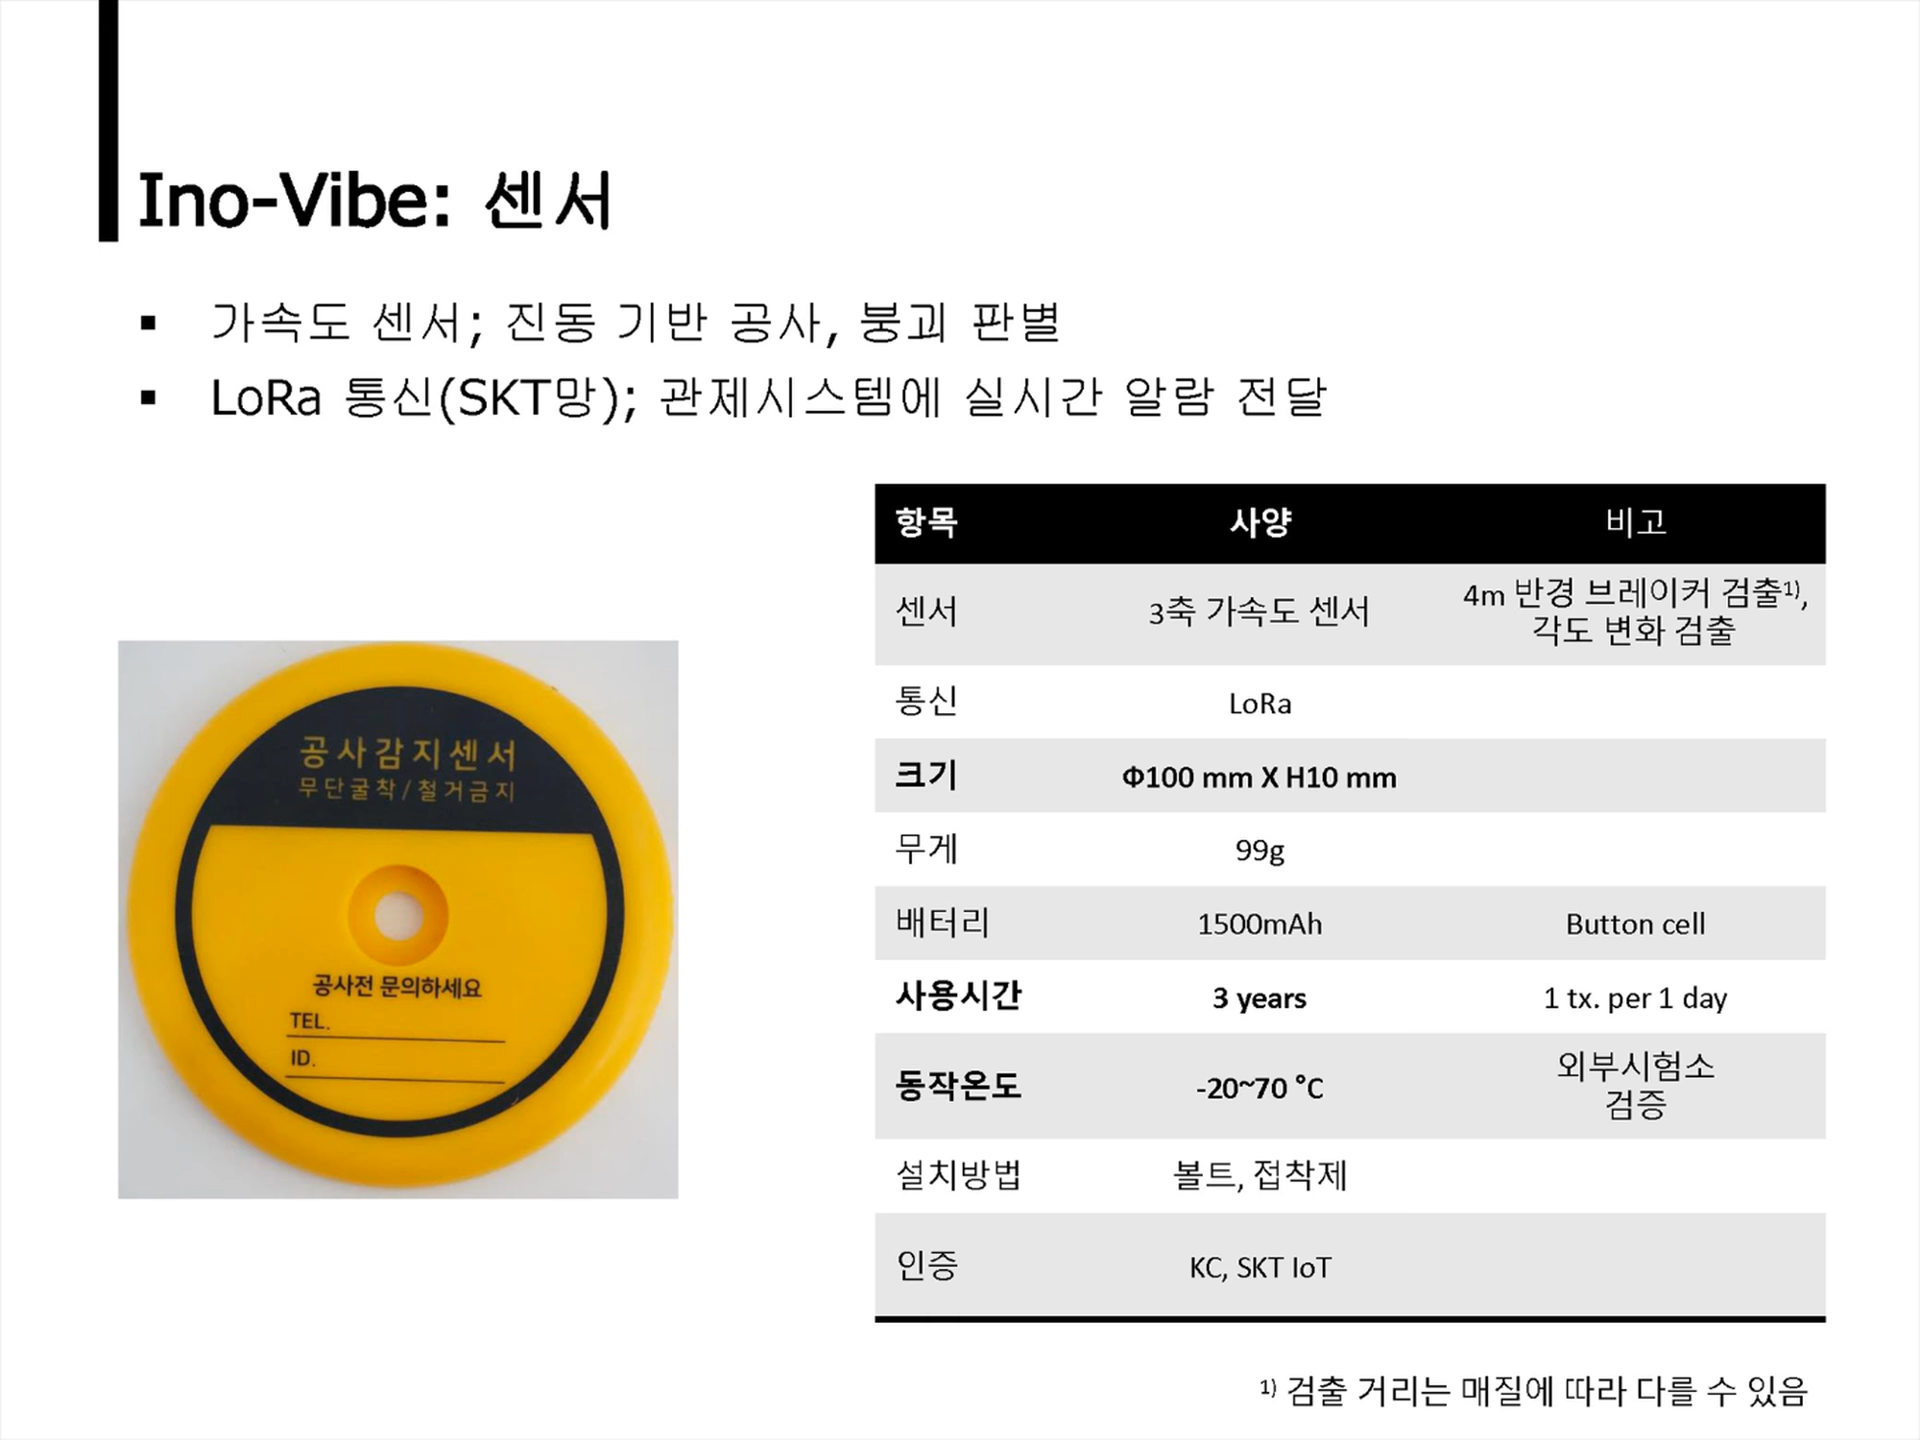 Ino-Vibe: 센서
▪ 가속도 센서; 진동 기반 공사, 붕괴 판별
▪ LoRa 통신(SKT망); 관제시스템에 실시간 알람 전달
공사감지센서
무단굴착/철거금지
공사전 문의하세요
TEL.
ID.
항목 사양 비고
센서 3축 가속도 센서 4m 반경 브레이커 검출1),
각도 변화 검출
통신 LoRa
크기 Φ100 mm X H10 mm
무게 99g
배터리 1500mAh Button cell
사용시간 3 years 1 tx. per 1 day
동작온도 -20~70 °C 외부시험소
검증
설치방법 볼트, 접착제
인증 KC, SKT IoT
1) 검출 거리는 매질에 따라 다를 수 있음